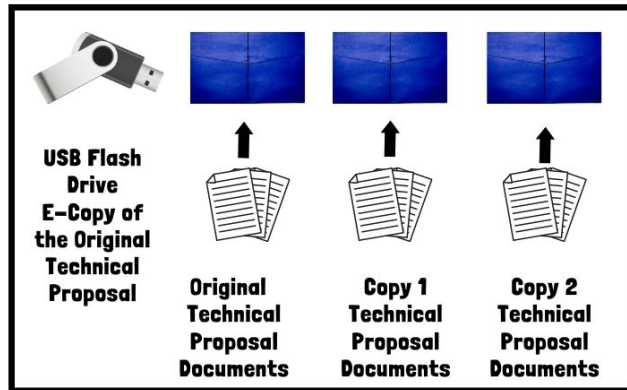 USB Flash
Drive
E-Copy of
the Original
Technical
Proposal
Original
Technical
Proposal
Documents
Copy 1
Technical
Proposal
Documents
Copy 2
Technical
Proposal
Documents